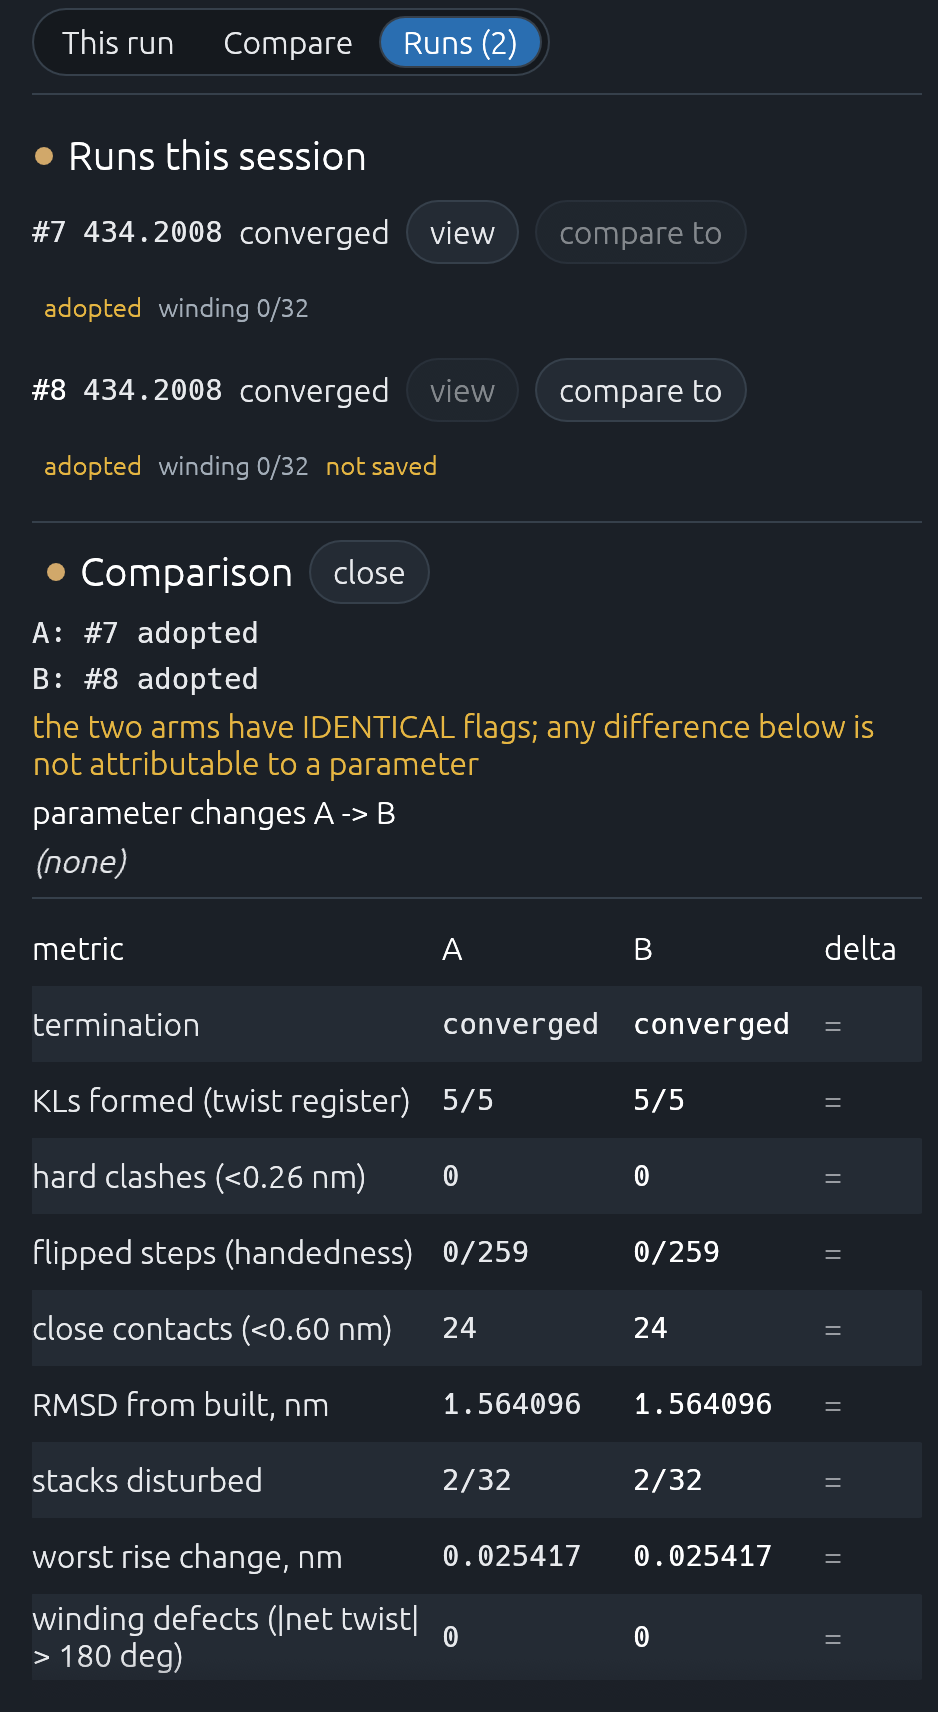 This run Compare Runs (2)
Runs this session
#7 434.2008 converged view compare to
adopted winding 0/32
#8 434.2008 converged view compare to
adopted winding 0/32 not saved
Comparison close
A: #7 adopted
B: #8 adopted
the two arms have IDENTICAL flags; any difference below is
not attributable to a parameter
parameter changes A -> B
(none)
metric A B delta
termination converged converged =
KLs formed (twist register) 5/5 5/5 =
hard clashes (<0.26 nm) 0 0 =
flipped steps (handedness) 0/259 0/259 =
close contacts (<0.60 nm) 24 24 =
RMSD from built, nm 1.564096 1.564096 =
stacks disturbed 2/32 2/32 =
worst rise change, nm 0.025417 0.025417 =
winding defects (|net twist|
> 180 deg) 0 0 =